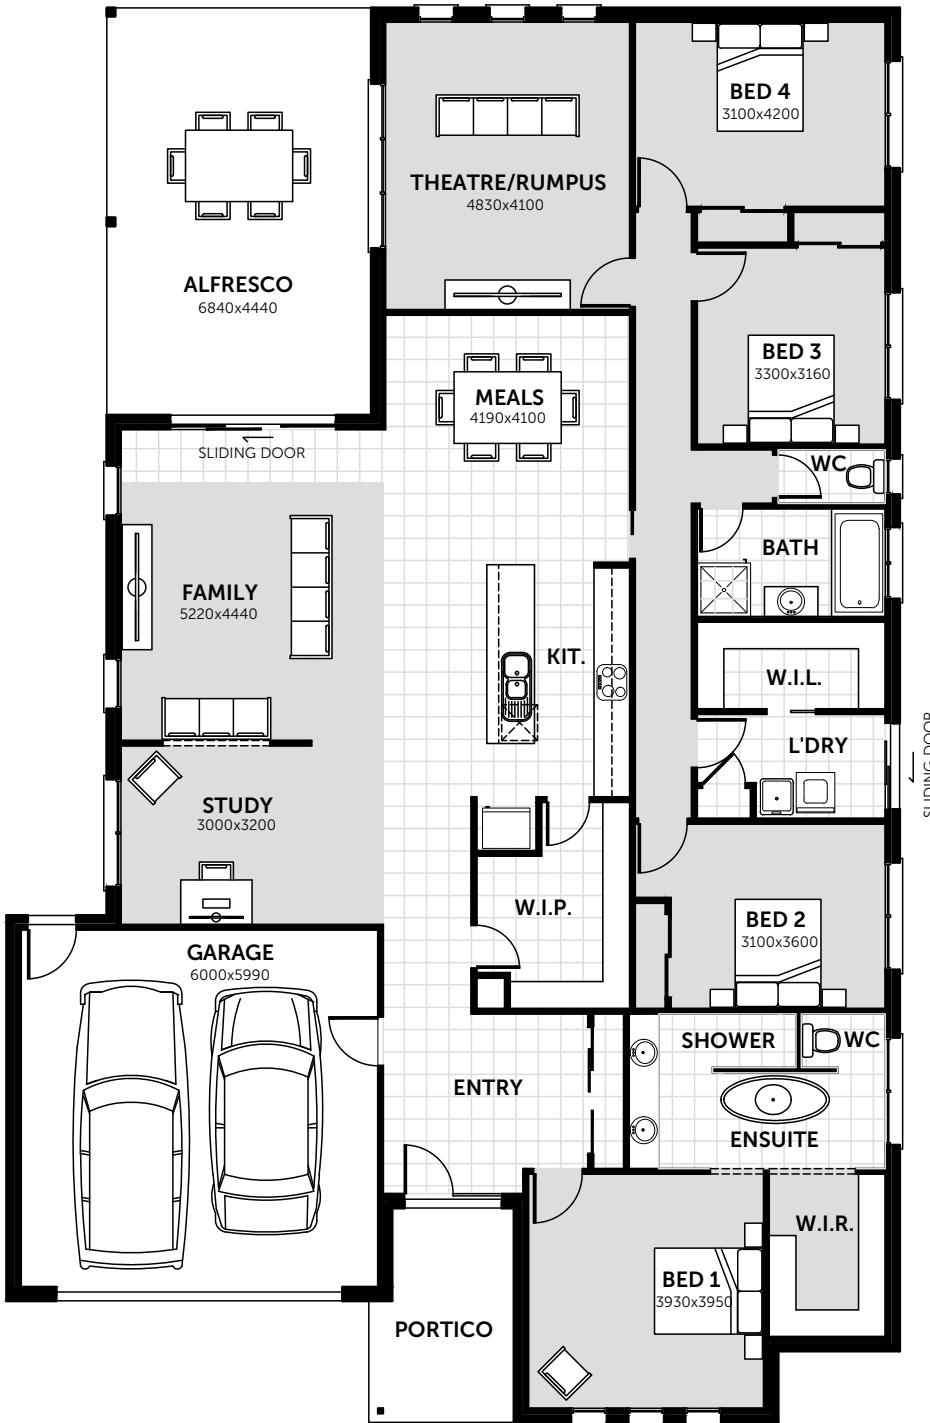 BED 4
3100x4200
THEATRE/RUMPUS
4830x4100
ALFRESCO
6840x4440
BED 3
3300x3160
MEALS
4190x4100
SLIDING DOOR
WC
BATH
FAMILY
5220x4440
KIT.
W.I.L.
L'DRY
SLIDING DOOR
STUDY
3000x3200
W.I.P.
BED 2
3100x3600
GARAGE
6000x5990
SHOWER
WC
ENTRY
ENSUITE
W.I.R.
BED 1
3930x3950
PORTICO